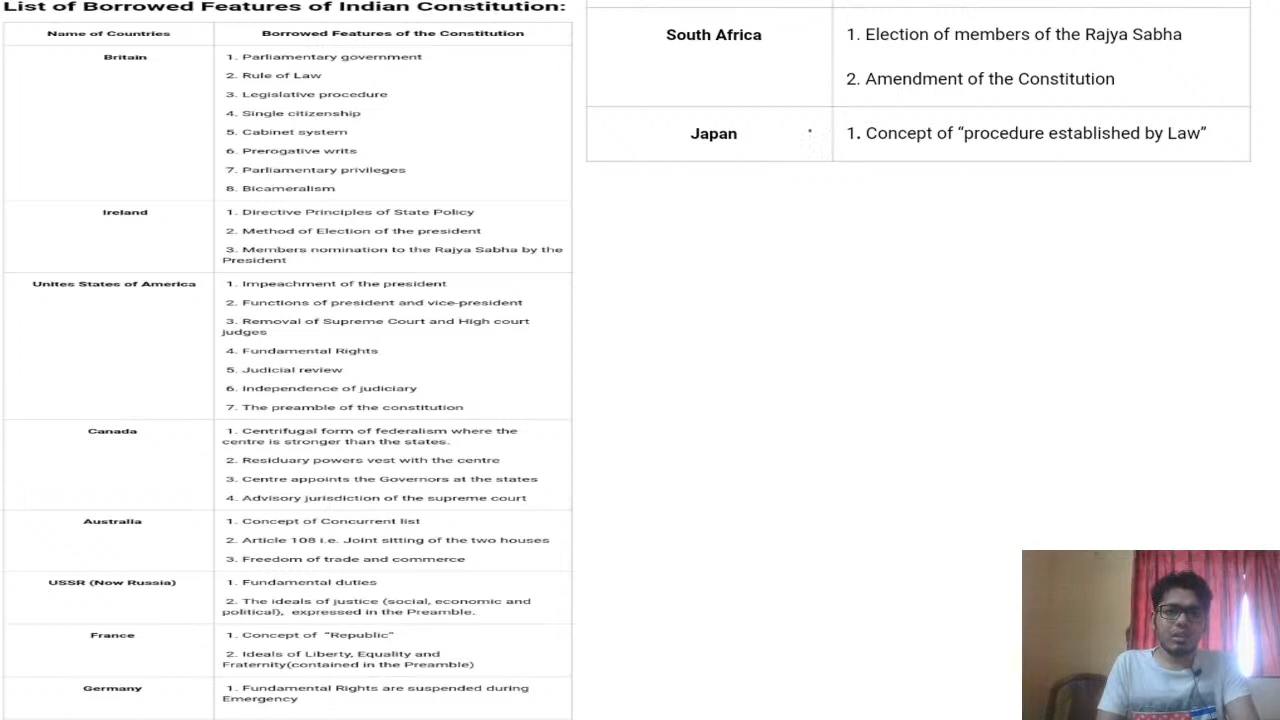 List of Borrowed Features of Indian Constitution:
Name of Countries
Borrowed Features of the Constitution
Britain
1. Parliamentary government
2. Rule of Law
3. Legislative procedure
4. Single citizenship
5. Cabinet system
6. Prerogative writs
7. Parliamentary privileges
8. Bicameralism
Ireland
1. Directive Principles of State Policy
2. Method of Election of the president
3. Members nomination to the Rajya Sabha by the
President
Unites States of America
1. Impeachment of the president
2. Functions of president and vice-president
3. Removal of Supreme Court and High court
judges
4. Fundamental Rights
5. Judicial review
6. Independence of judiciary
7. The preamble of the constitution
Canada
1. Centrifugal form of federalism where the
centre is stronger than the states.
2. Residuary powers vest with the centre
3. Centre appoints the Governors at the states
4. Advisory jurisdiction of the supreme court
Australia
1. Concept of Concurrent list
2. Article 108 i.e. Joint sitting of the two houses
3. Freedom of trade and commerce
USSR (Now Russia)
1. Fundamental duties
2. The ideals of justice (social, economic and
political), expressed in the Preamble.
France
1. Concept of “Republic”
2. Ideals of Liberty, Equality and
Fraternity(contained in the Preamble)
Germany
1. Fundamental Rights are suspended during
Emergency
South Africa
1. Election of members of the Rajya Sabha
2. Amendment of the Constitution
Japan
1. Concept of “procedure established by Law”